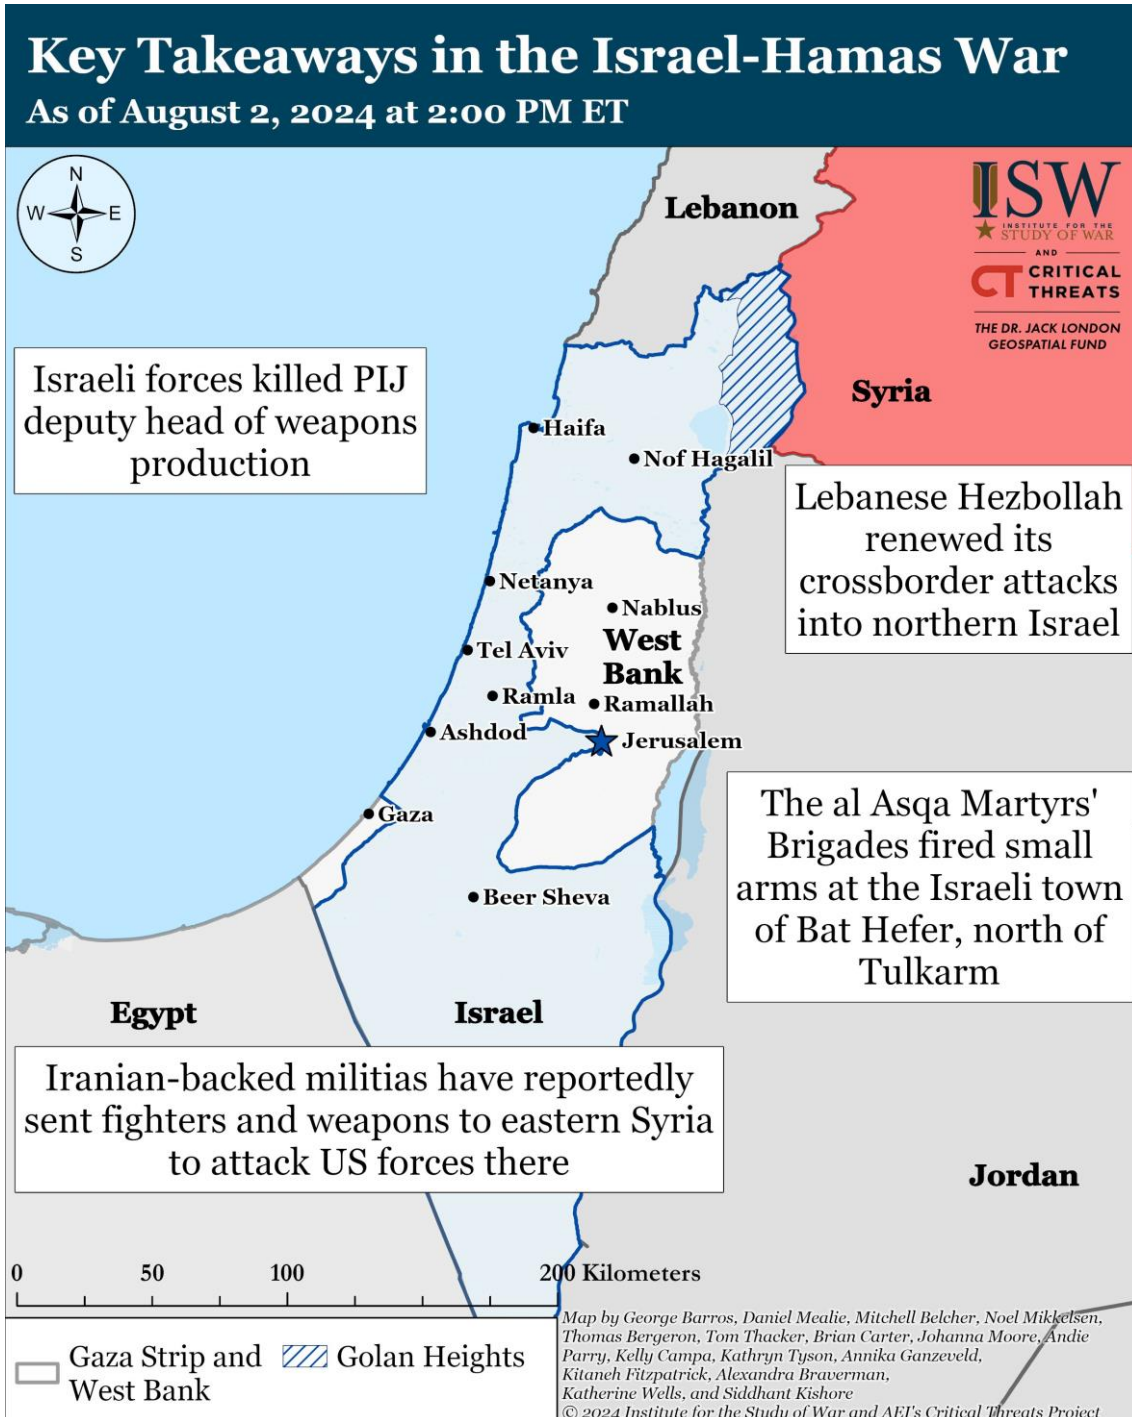 Key Takeaways in the Israel-Hamas War
As of August 2, 2024 at 2:00 PM ET
N
W
E
S
ISW
INSTITUTE FOR THE
STUDY OF WAR
AND
CT CRITICAL
THREATS
THE DR. JACK LONDON
GEOSPATIAL FUND
Lebanon
Syria
Israeli forces killed PIJ
deputy head of weapons
production
Haifa
Nof Hagalil
Lebanese Hezbollah
renewed its
crossborder attacks
into northern Israel
Netanya
Nablus
West
Bank
Tel Aviv
Ramla
Ramallah
Ashdod
Jerusalem
Gaza
The al Asqa Martyrs'
Brigades fired small
arms at the Israeli town
of Bat Hefer, north of
Tulkarm
Beer Sheva
Egypt
Israel
Iranian-backed militias have reportedly
sent fighters and weapons to eastern Syria
to attack US forces there
Jordan
0 50 100 200 Kilometers
Gaza Strip and
West Bank
Golan Heights
Map by George Barros, Daniel Mealie, Mitchell Belcher, Noel Mikkelsen,
Thomas Bergeron, Tom Thacker, Brian Carter, Johanna Moore, Andie
Parry, Kelly Campa, Kathryn Tyson, Annika Ganzeveld,
Kitaneh Fitzpatrick, Alexandra Braverman,
Katherine Wells, and Siddhant Kishore
© 2024 Institute for the Study of War and AEI's Critical Threats Project